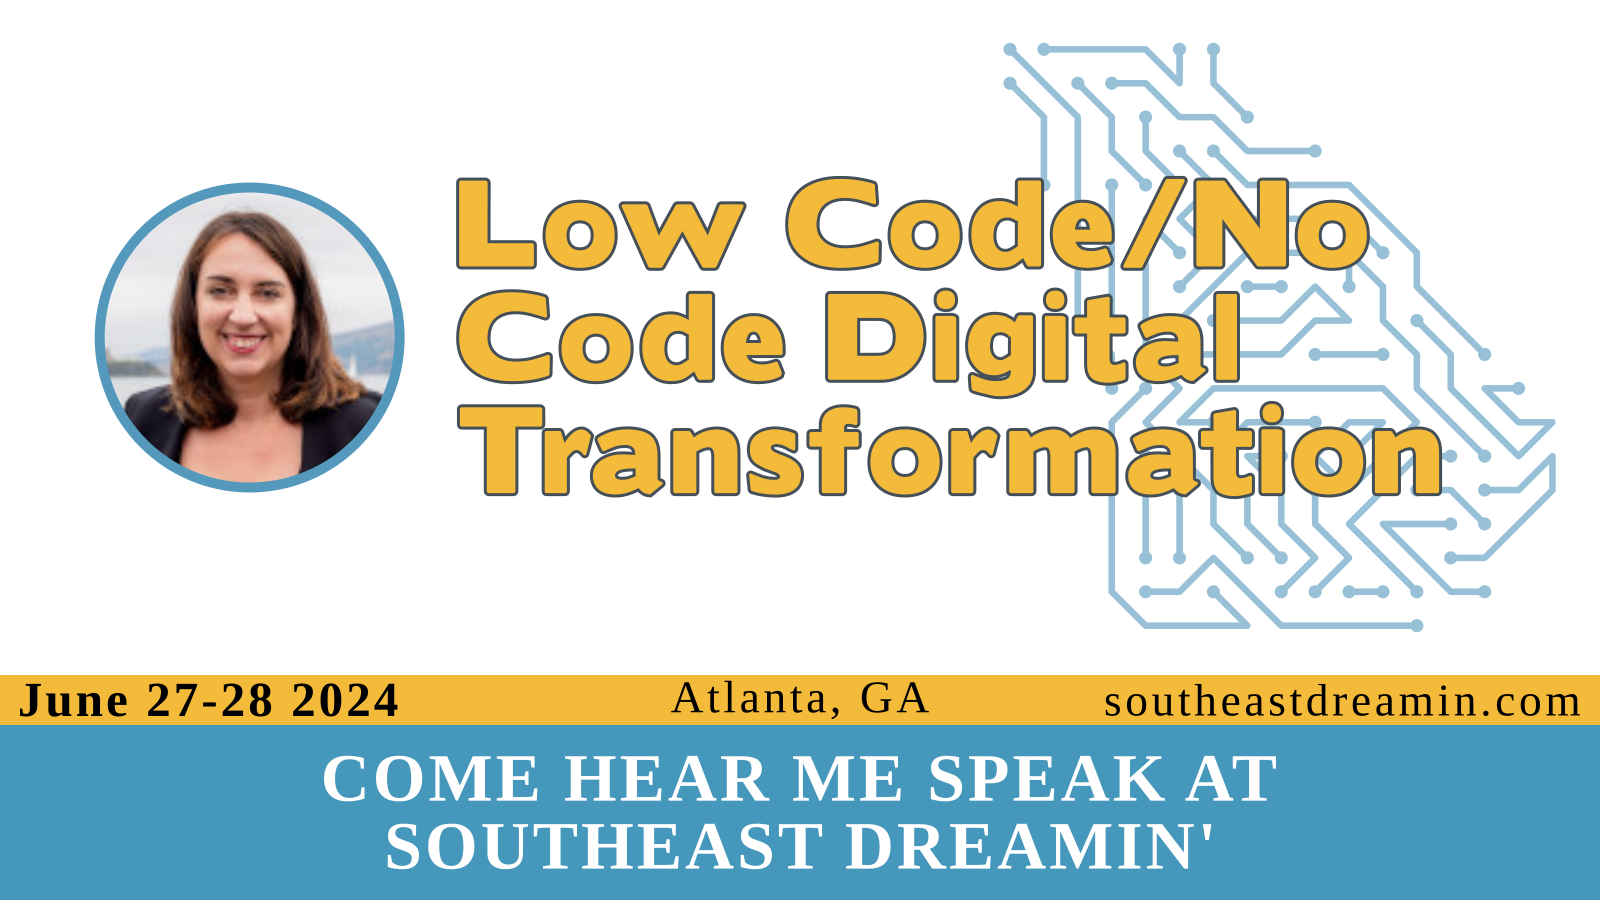 Low Code/No
Code Digital
Transformation
June 27-28 2024
Atlanta, GA
southeastdreamin.com
COME HEAR ME SPEAK AT
SOUTHEAST DREAMIN'